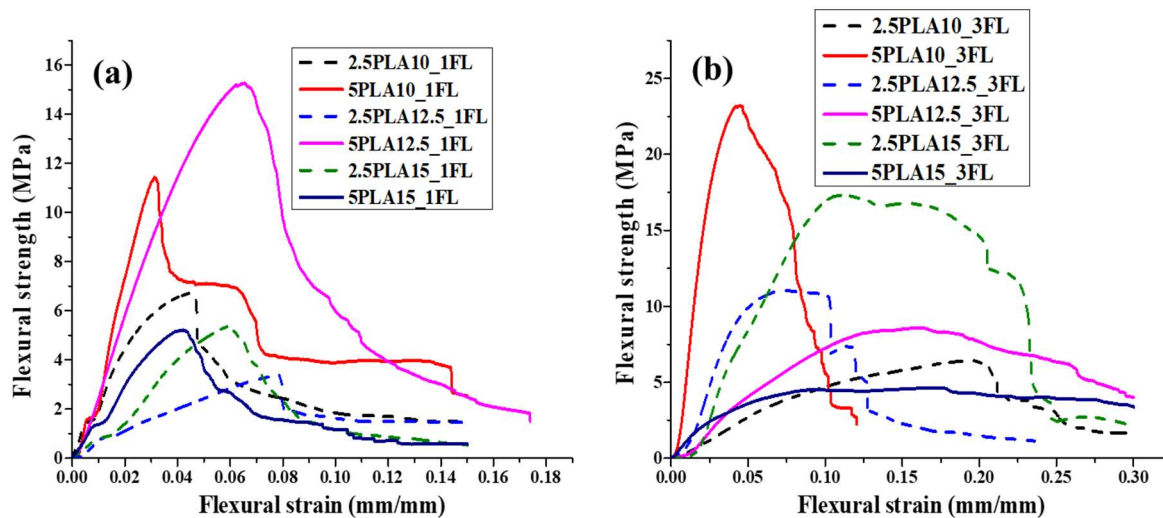 (a)
2.5PLA10_1FL
5PLA10_1FL
2.5PLA12.5_1FL
5PLA12.5_1FL
2.5PLA15_1FL
5PLA15_1FL
Flexural strength (MPa)
16
14
12
10
8
6
4
2
0
0.00 0.02 0.04 0.06 0.08 0.10 0.12 0.14 0.16 0.18
Flexural strain (mm/mm)
(b)
2.5PLA10_3FL
5PLA10_3FL
2.5PLA12.5_3FL
5PLA12.5_3FL
2.5PLA15_3FL
5PLA15_3FL
Flexural strength (MPa)
25
20
15
10
5
0
0.00 0.05 0.10 0.15 0.20 0.25 0.30
Flexural strain (mm/mm)